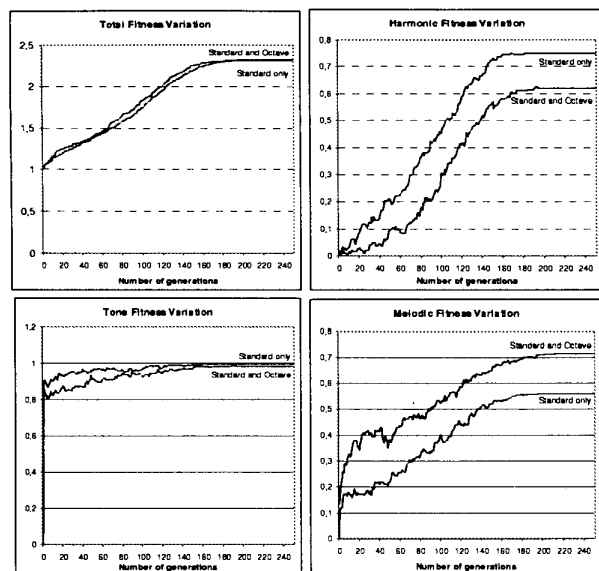 Total Fitness Variation
2,5
2
1,5
1
0,5
0
Standard and Octave
Standard only
0 20 40 60 80 100 120 140 160 180 200 220 240
Number of generations
Harmonic Fitness Variation
0,8
0,7
0,6
0,5
0,4
0,3
0,2
0,1
0
Standard only
Standard and Octave
0 20 40 60 80 100 120 140 160 180 200 220 240
Number of generations
Tone Fitness Variation
1,2
1
0,8
0,6
0,4
0,2
0
Standard only
Standard and Octave
0 20 40 60 80 100 120 140 160 180 200 220 240
Number of generations
Melodic Fitness Variation
0,8
0,7
0,6
0,5
0,4
0,3
0,2
0,1
0
Standard and Octave
Standard only
0 20 40 60 80 100 120 140 160 180 200 220 240
Number of generations